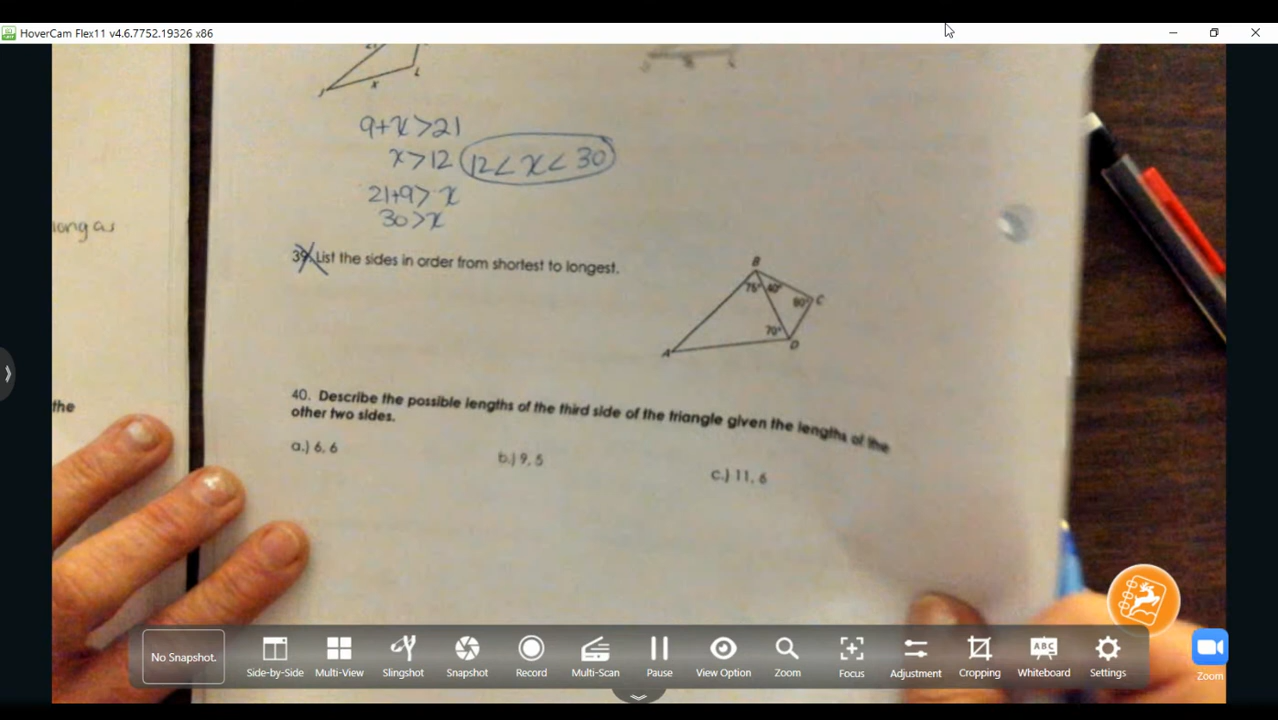 HoverCam Flex11 v4.6.7752.19326 x86
L
x
9+x>21
x>12 12<x<30
21+9>x
30>x
long as
39. List the sides in order from shortest to longest.
B
75° 40°
80° C
70°
A D
the
40. Describe the possible lengths of the third side of the triangle given the lengths of the
other two sides.
a.) 6, 6 b.) 9, 5 c.) 11, 6
No Snapshot.
Side-by-Side Multi-View Slingshot Snapshot Record Multi-Scan Pause View Option Zoom Focus Adjustment Cropping Whiteboard Settings
ABC
Zoom